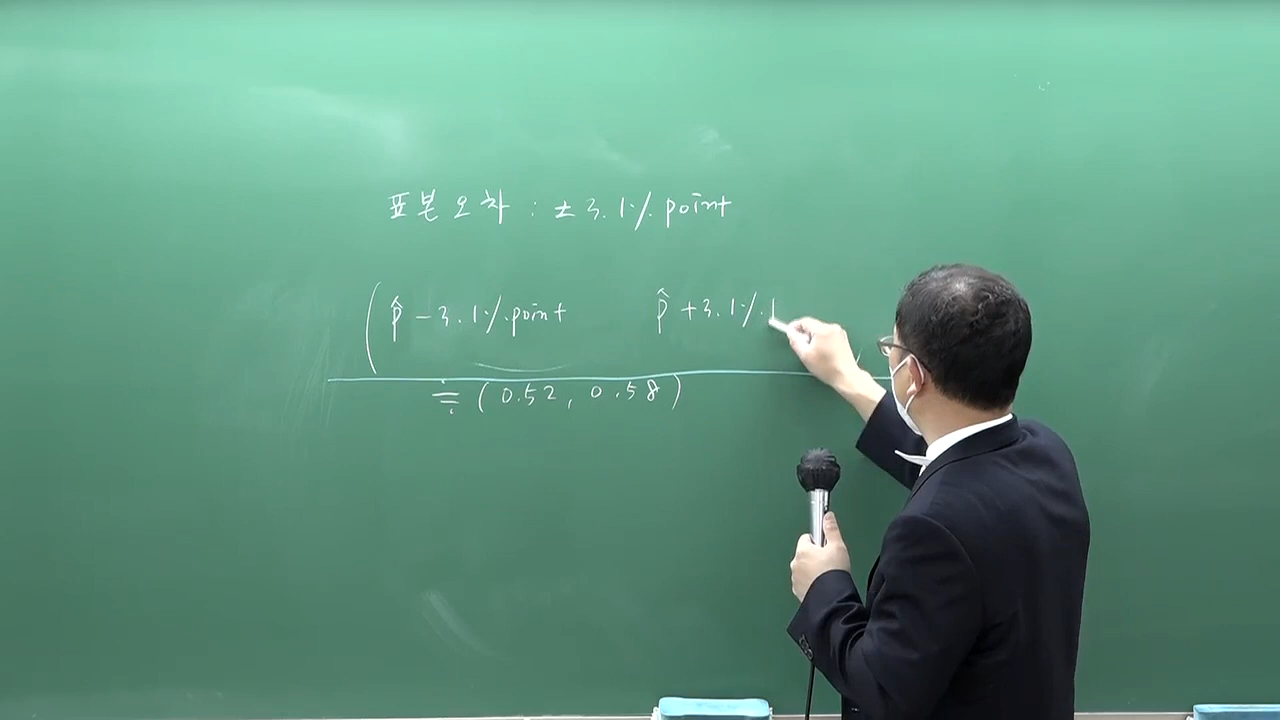 표본오차 : ± 3.1% point
( p̂ - 3.1%point p̂ +3.1%
≒ ( 0.52, 0.58 )